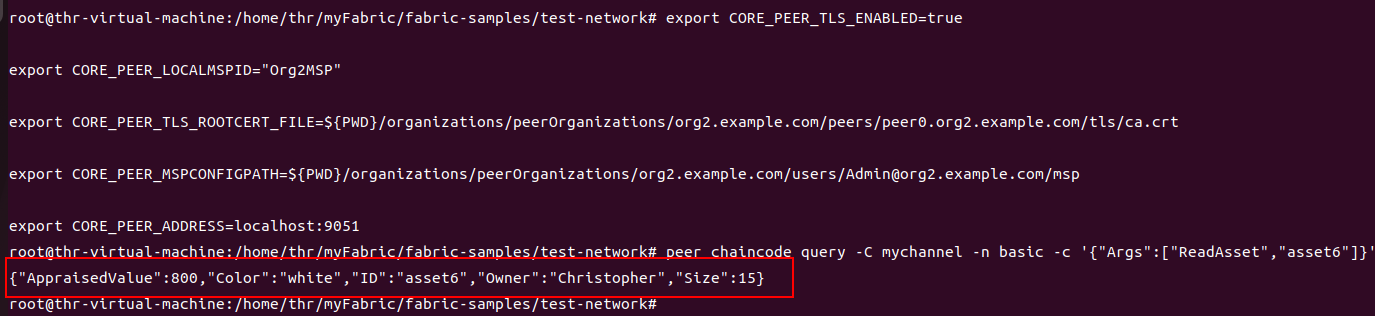 root@thr-virtual-machine:/home/thr/myFabric/fabric-samples/test-network# export CORE_PEER_TLS_ENABLED=true
export CORE_PEER_LOCALMSPID="Org2MSP"
export CORE_PEER_TLS_ROOTCERT_FILE=${PWD}/organizations/peerOrganizations/org2.example.com/peers/peer0.org2.example.com/tls/ca.crt
export CORE_PEER_MSPCONFIGPATH=${PWD}/organizations/peerOrganizations/org2.example.com/users/Admin@org2.example.com/msp
export CORE_PEER_ADDRESS=localhost:9051
root@thr-virtual-machine:/home/thr/myFabric/fabric-samples/test-network# peer chaincode query -C mychannel -n basic -c '{"Args":["ReadAsset","asset6"]}'
{"AppraisedValue":800,"Color":"white","ID":"asset6","Owner":"Christopher","Size":15}
root@thr-virtual-machine:/home/thr/myFabric/fabric-samples/test-network#